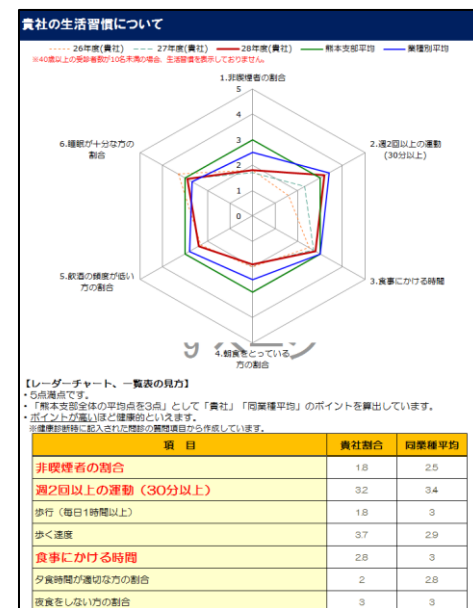 貴社の生活習慣について
26年度(貴社) 27年度(貴社) 28年度(貴社) 熊本支部平均 業種別平均
※40歳以上の受診者数が10名未満の場合、生活習慣を表示しておりません。
1.非喫煙者の割合
5
4
3
2
1
0
6.睡眠が十分な方の
割合
2.週2回以上の運動
(30分以上)
5.飲酒の頻度が低い
方の割合
3.食事にかける時間
4.朝食をとっている
方の割合
【レーダーチャート、一覧表の見方】
・5点満点です。
・「熊本支部全体の平均点を3点」として「貴社」「同業種平均」のポイントを算出しています。
・ポイントが高いほど健康的といえます。
※健康診断時に記入された問診の質問項目から作成しています。
項 目 貴社割合 同業種平均
非喫煙者の割合 1.8 2.5
週2回以上の運動（30分以上） 3.2 3.4
歩行（毎日1時間以上） 1.8 3
歩く速度 3.7 2.9
食事にかける時間 2.8 3
夕食時間が適切な方の割合 2 2.8
夜食をしない方の割合 3 3